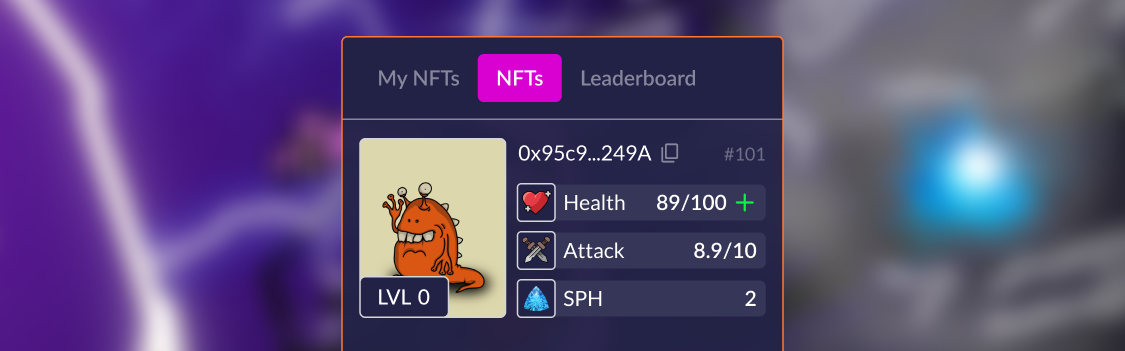 My NFTs NFTs Leaderboard
0x95c9...249A #101
Health 89/100 +
Attack 8.9/10
LVL 0
SPH 2